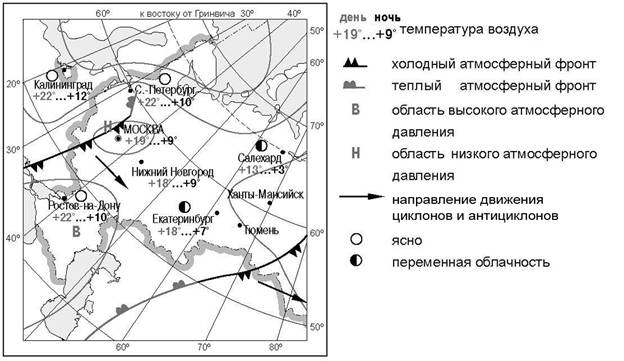 60° к востоку от Гринвича
50°
60°
20°
30°
40°
60°
70°
80°
50°
60°
70°
30°
40°
Калининград
+22°...+12°
С.-Петербург
+22°...+10°
Н МОСКВА
+19°...+9°
Нижний Новгород
+18°...+9°
Салехард
+13°...+3°
Ханты-Мансийск
Ростов-на-Дону
+22°...+10°
В
Екатеринбург
+18°...+7°
Тюмень
день ночь
+19°...+9° температура воздуха
холодный атмосферный фронт
теплый атмосферный фронт
В область высокого атмосферного
давления
Н область низкого атмосферного
давления
направление движения
циклонов и антициклонов
ясно
переменная облачность